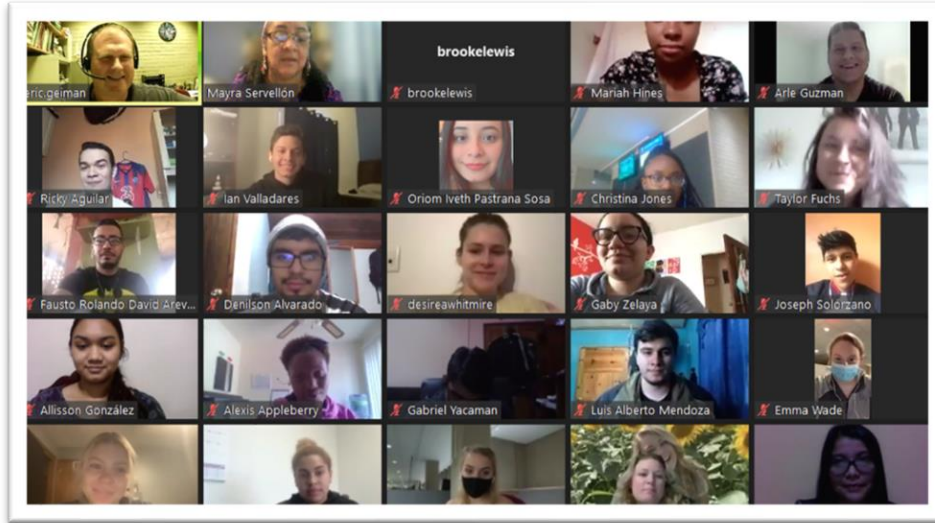 eric.geiman
Mayra Servellón
brookelewis
brookelewis
Mariah Hines
Arle Guzman
Ricky Aguilar
Ian Valladares
Oriom Iveth Pastrana Sosa
Christina Jones
Taylor Fuchs
Fausto Rolando David Arev...
Denilson Alvarado
desireawhitmire
Gaby Zelaya
Joseph Solórzano
Allisson González
Alexis Appleberry
Gabriel Yacaman
Luis Alberto Mendoza
Emma Wade